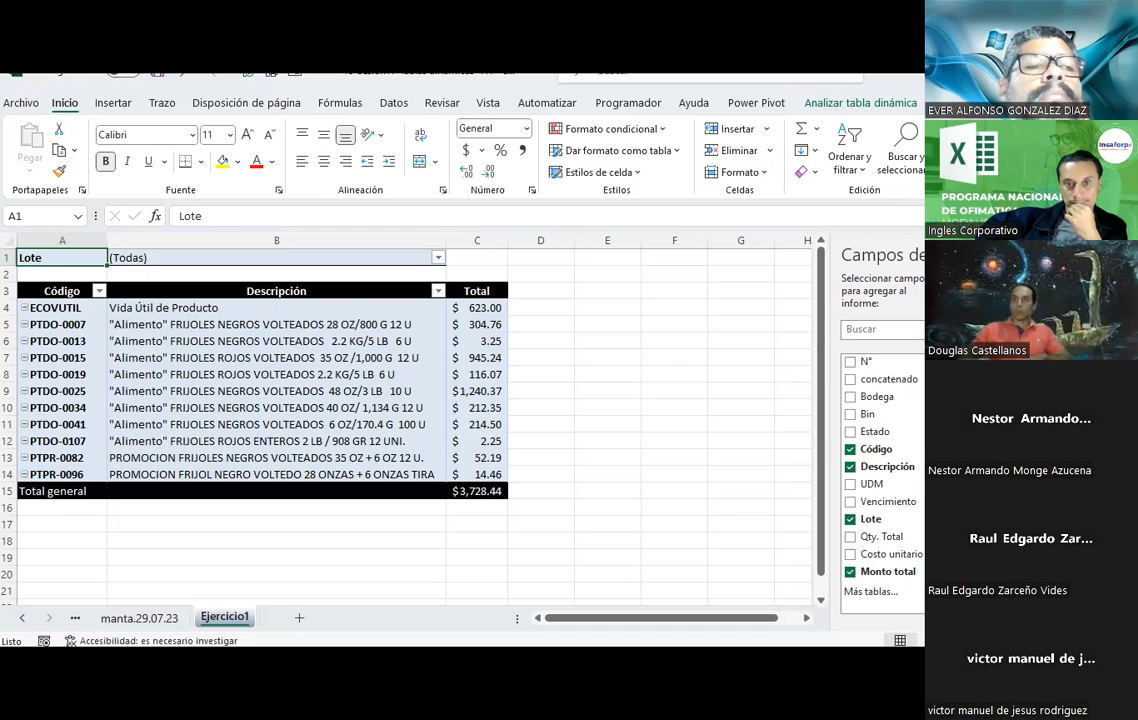 Archivo Inicio Insertar Trazo Disposición de página Fórmulas Datos Revisar Vista Automatizar Programador Ayuda Power Pivot Analizar tabla dinámica
Pegar
Calibri 11
N K S
General
$ % ,
Formato condicional
Dar formato como tabla
Estilos de celda
Insertar
Eliminar
Formato
Ordenar y
filtrar
Buscar y
seleccionar
Portapapeles Fuente Alineación Número Estilos Celdas Edición
A1 fx Lote
A B C D E F G H
1 Lote (Todas)
2
3 Código Descripción Total
4 ECOVUTIL Vida Útil de Producto $ 623.00
5 PTDO-0007 "Alimento" FRIJOLES NEGROS VOLTEADOS 28 OZ/800 G 12 U $ 304.76
6 PTDO-0013 "Alimento" FRIJOLES NEGROS VOLTEADOS 2.2 KG/5 LB 6 U $ 3.25
7 PTDO-0015 "Alimento" FRIJOLES ROJOS VOLTEADOS 35 OZ /1,000 G 12 U $ 945.24
8 PTDO-0019 "Alimento" FRIJOLES ROJOS VOLTEADOS 2.2 KG/5 LB 6 U $ 116.07
9 PTDO-0025 "Alimento" FRIJOLES NEGROS VOLTEADOS 48 OZ/3 LB 10 U $1,240.37
10 PTDO-0034 "Alimento" FRIJOLES NEGROS VOLTEADOS 40 OZ/ 1,134 G 12 U $ 212.35
11 PTDO-0041 "Alimento" FRIJOLES NEGROS VOLTEADOS 6 OZ/170.4 G 100 U $ 214.50
12 PTDO-0107 "Alimento" FRIJOLES ROJOS ENTEROS 2 LB / 908 GR 12 UNI. $ 2.25
13 PTPR-0082 PROMOCION FRIJOLES NEGROS VOLTEADOS 35 OZ + 6 OZ 12 U. $ 52.19
14 PTPR-0096 PROMOCION FRIJOL NEGRO VOLTEDO 28 ONZAS + 6 ONZAS TIRA $ 14.46
15 Total general $3,728.44
16
17
18
19
20
21
Campos de
Seleccionar campo
para agregar al
informe:
Buscar
N°
concatenado
Bodega
Bin
Estado
Código
Descripción
UDM
Vencimiento
Lote
Qty. Total
Costo unitario
Monto total
Más tablas...
manta.29.07.23 Ejercicio1
Listo Accesibilidad: es necesario investigar
EVER ALFONSO GONZALEZ DIAZ
insaforp
PROGRAMA NACIONAL
DE OFIMATICA
Ingles Corporativo
Douglas Castellanos
Nestor Armando...
Nestor Armando Monge Azucena
Raul Edgardo Zar...
Raul Edgardo Zarceño Vides
victor manuel de j...
victor manuel de jesus rodriguez